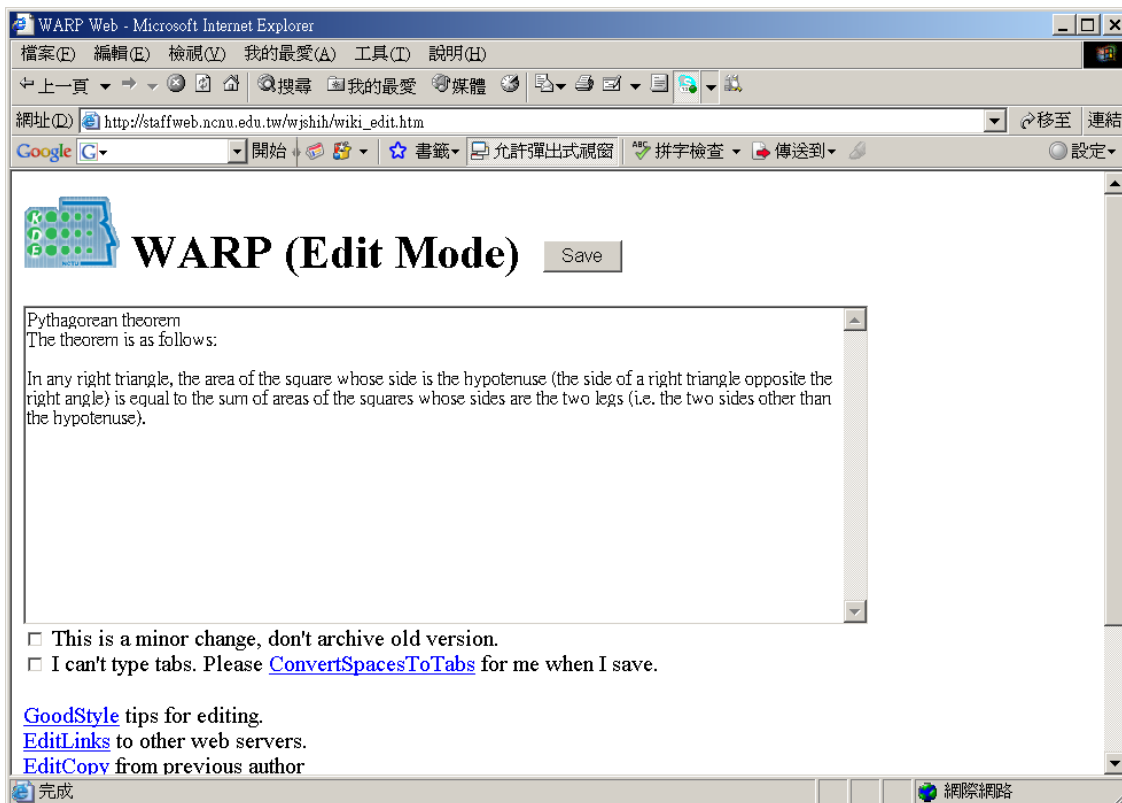 WARP Web - Microsoft Internet Explorer
檔案(F) 編輯(E) 檢視(V) 我的最愛(A) 工具(T) 說明(H)
上一頁 搜尋 我的最愛 媒體
網址(D) http://staffweb.ncnu.edu.tw/wjshih/wiki_edit.htm 移至 連結
Google G 開始 書籤 允許彈出式視窗 ABC 拼字檢查 傳送到 設定
KDE WARP (Edit Mode) Save
Pythagorean theorem
The theorem is as follows:
In any right triangle, the area of the square whose side is the hypotenuse (the side of a right triangle opposite the
right angle) is equal to the sum of areas of the squares whose sides are the two legs (i.e. the two sides other than
the hypotenuse).
This is a minor change, don't archive old version.
I can't type tabs. Please ConvertSpacesToTabs for me when I save.
GoodStyle tips for editing.
EditLinks to other web servers.
EditCopy from previous author
完成 網際網路